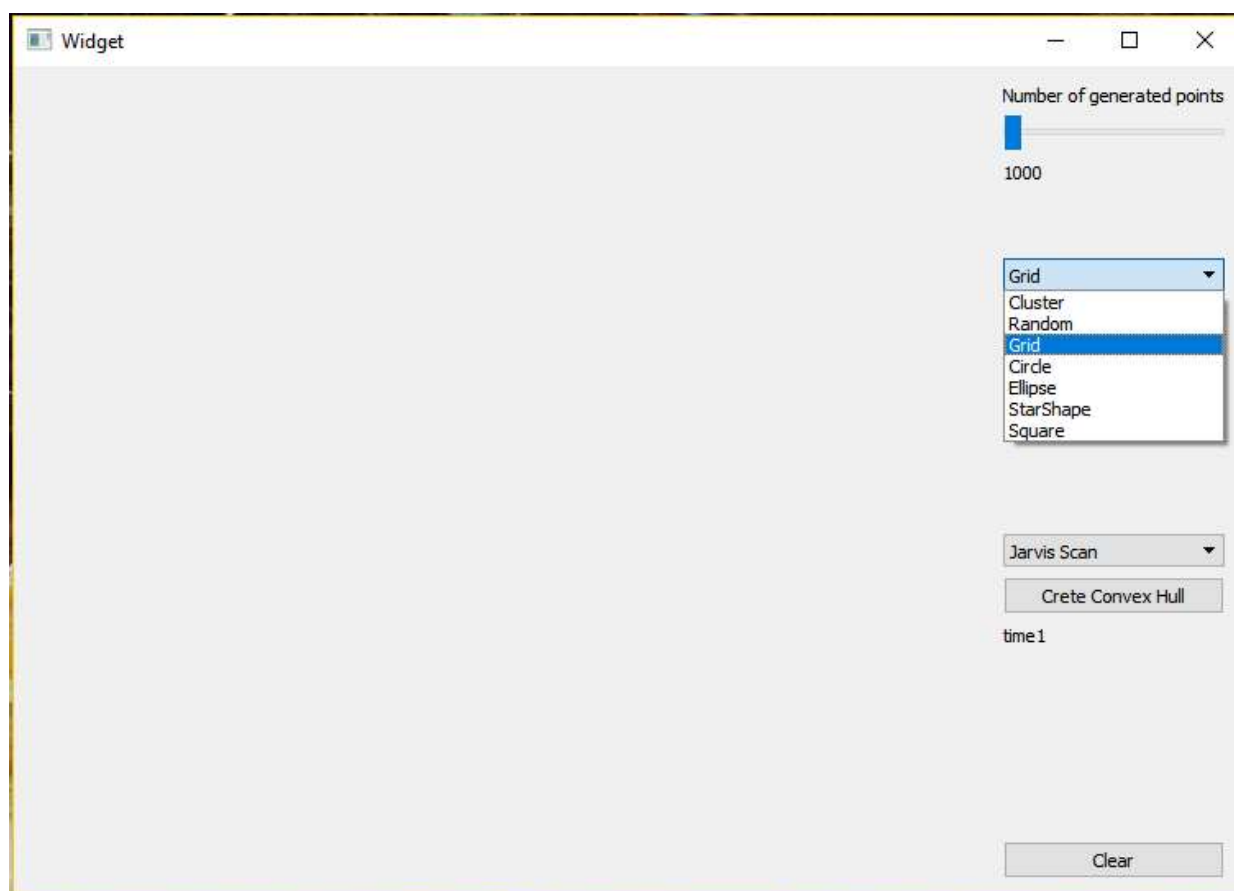 Widget
Number of generated points
1000
Grid
Cluster
Random
Grid
Circle
Ellipse
StarShape
Square
Jarvis Scan
Crete Convex Hull
time1
Clear